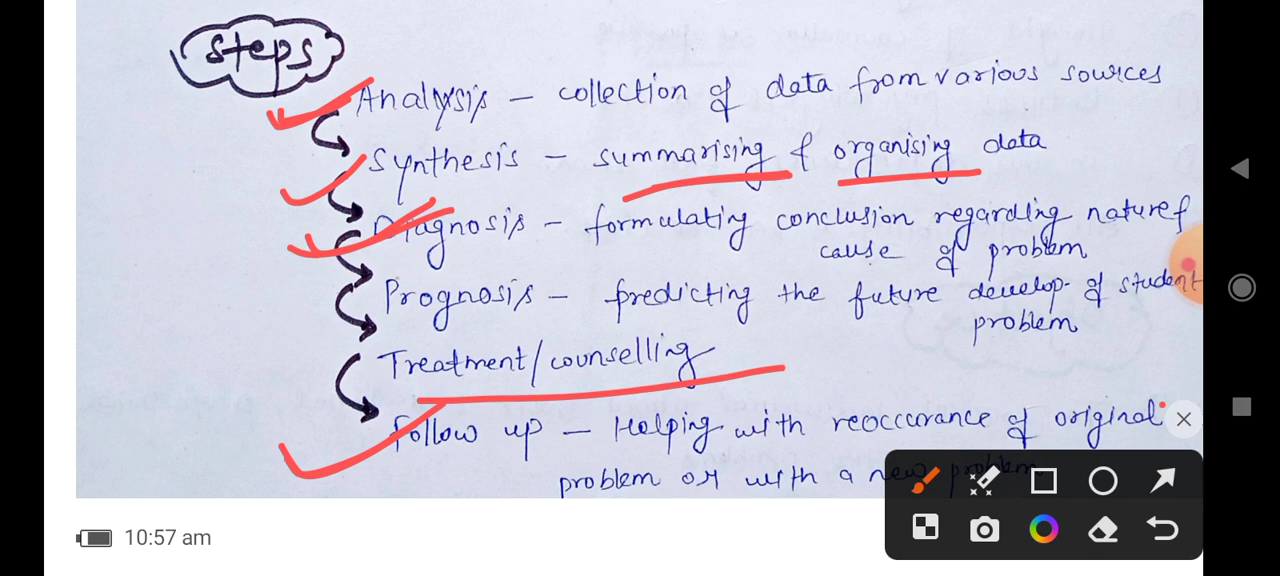 steps
Analysis – collection of data from various sources
Synthesis – summarising & organising data
Diagnosis – formulating conclusion regarding nature &
cause of problem
Prognosis – predicting the future develop. of student
problem
Treatment/counselling
follow up – Helping with reoccurance of original
problem or with a new problem
10:57 am